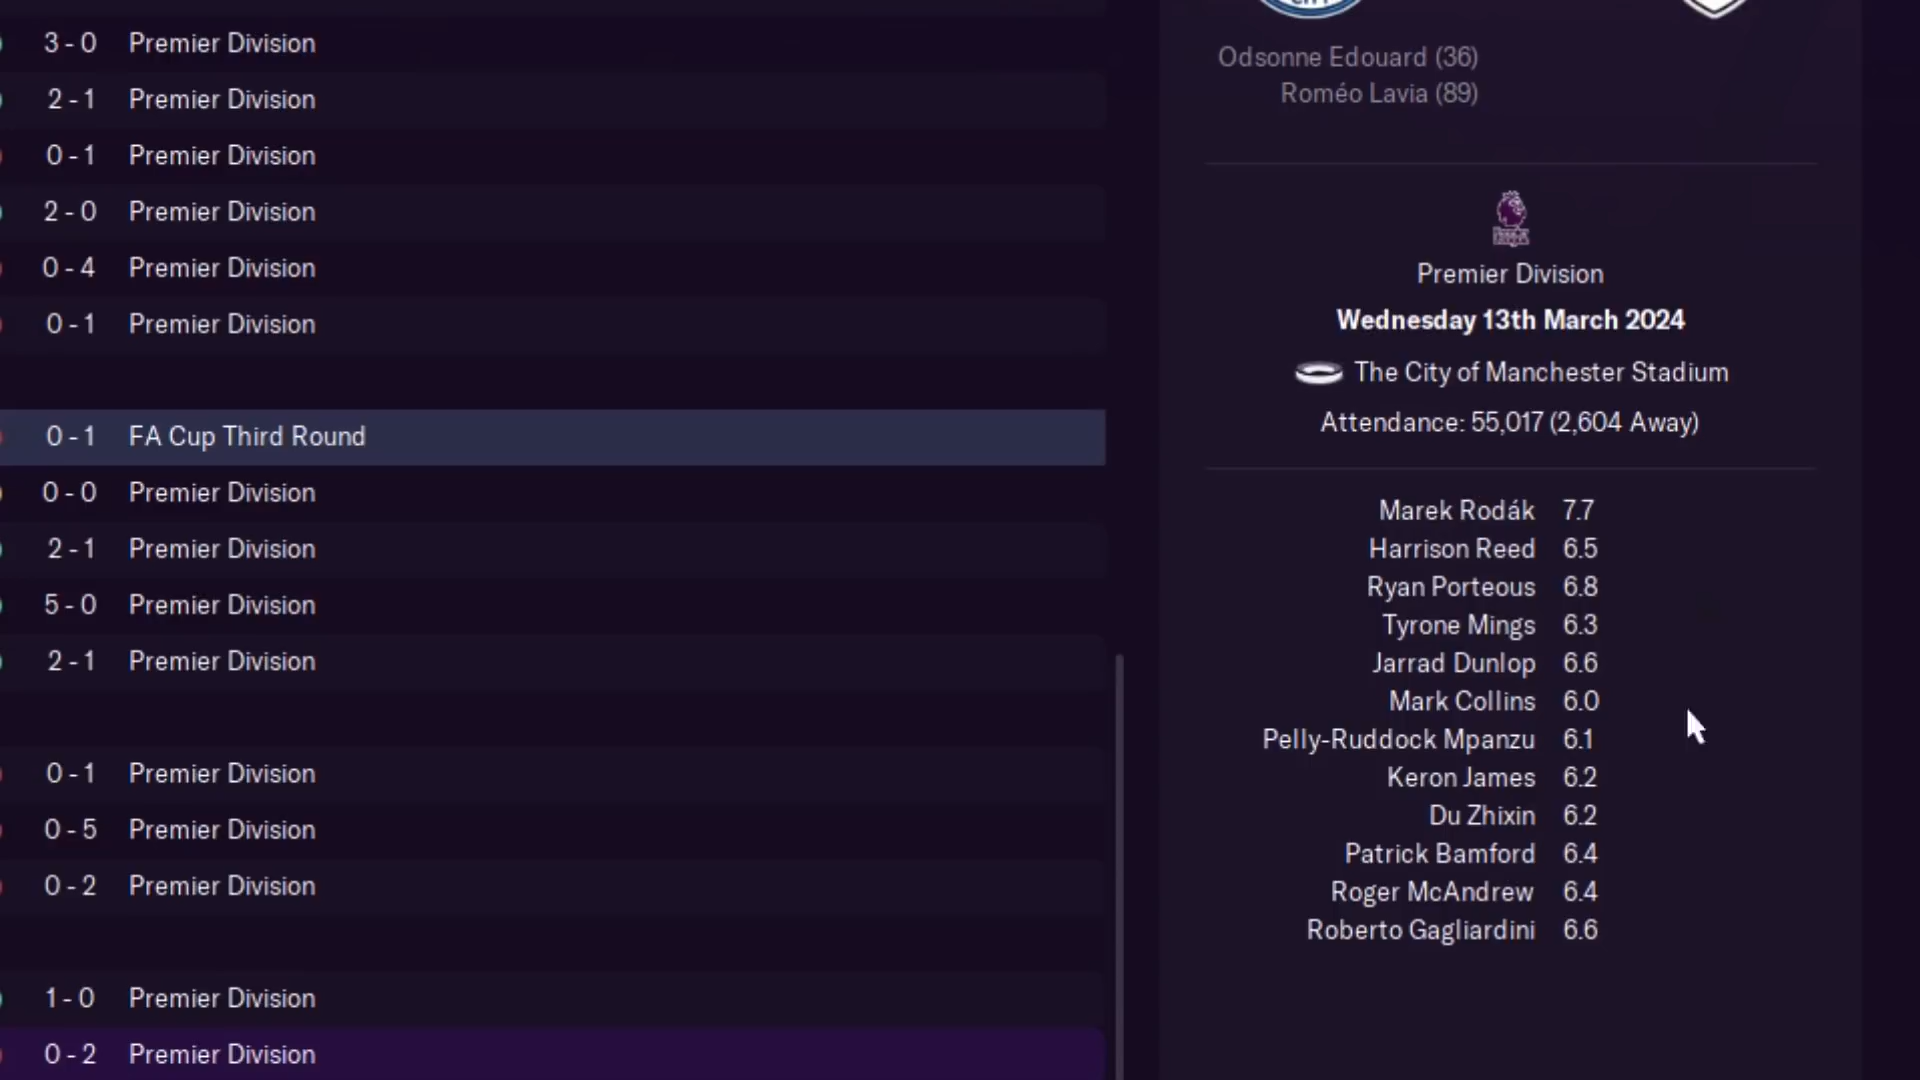 3 - 0 Premier Division
2 - 1 Premier Division
0 - 1 Premier Division
2 - 0 Premier Division
0 - 4 Premier Division
0 - 1 Premier Division
0 - 1 FA Cup Third Round
0 - 0 Premier Division
2 - 1 Premier Division
5 - 0 Premier Division
2 - 1 Premier Division
0 - 1 Premier Division
0 - 5 Premier Division
0 - 2 Premier Division
1 - 0 Premier Division
0 - 2 Premier Division
Odsonne Edouard (36)
Roméo Lavia (89)
Premier Division
Wednesday 13th March 2024
The City of Manchester Stadium
Attendance: 55,017 (2,604 Away)
Marek Rodák 7.7
Harrison Reed 6.5
Ryan Porteous 6.8
Tyrone Mings 6.3
Jarrad Dunlop 6.6
Mark Collins 6.0
Pelly-Ruddock Mpanzu 6.1
Keron James 6.2
Du Zhixin 6.2
Patrick Bamford 6.4
Roger McAndrew 6.4
Roberto Gagliardini 6.6